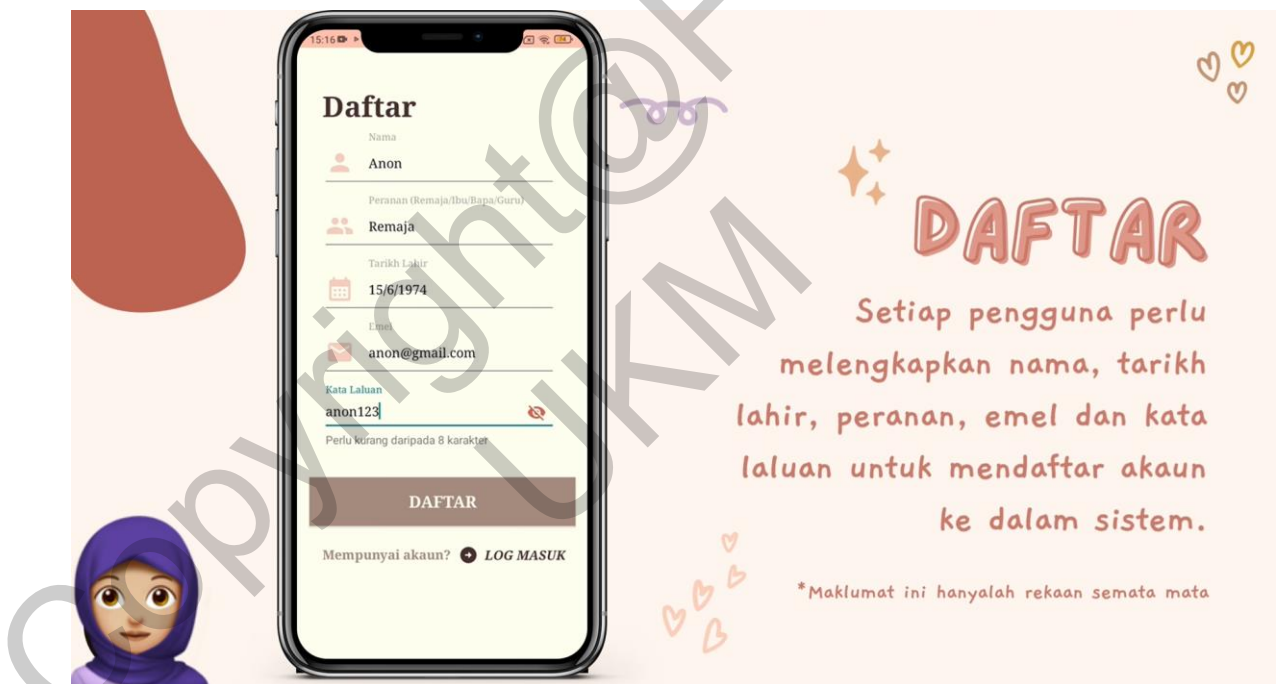 15:16
Daftar
Nama
Anon
Peranan (Remaja/Ibu/Bapa/Guru)
Remaja
Tarikh Lahir
15/6/1974
Emel
anon@gmail.com
Kata Laluan
anon123
Perlu kurang daripada 8 karakter
DAFTAR
Mempunyai akaun? LOG MASUK
DAFTAR
Setiap pengguna perlu
melengkapkan nama, tarikh
lahir, peranan, emel dan kata
laluan untuk mendaftar akaun
ke dalam sistem.
*Maklumat ini hanyalah rekaan semata mata
UKM